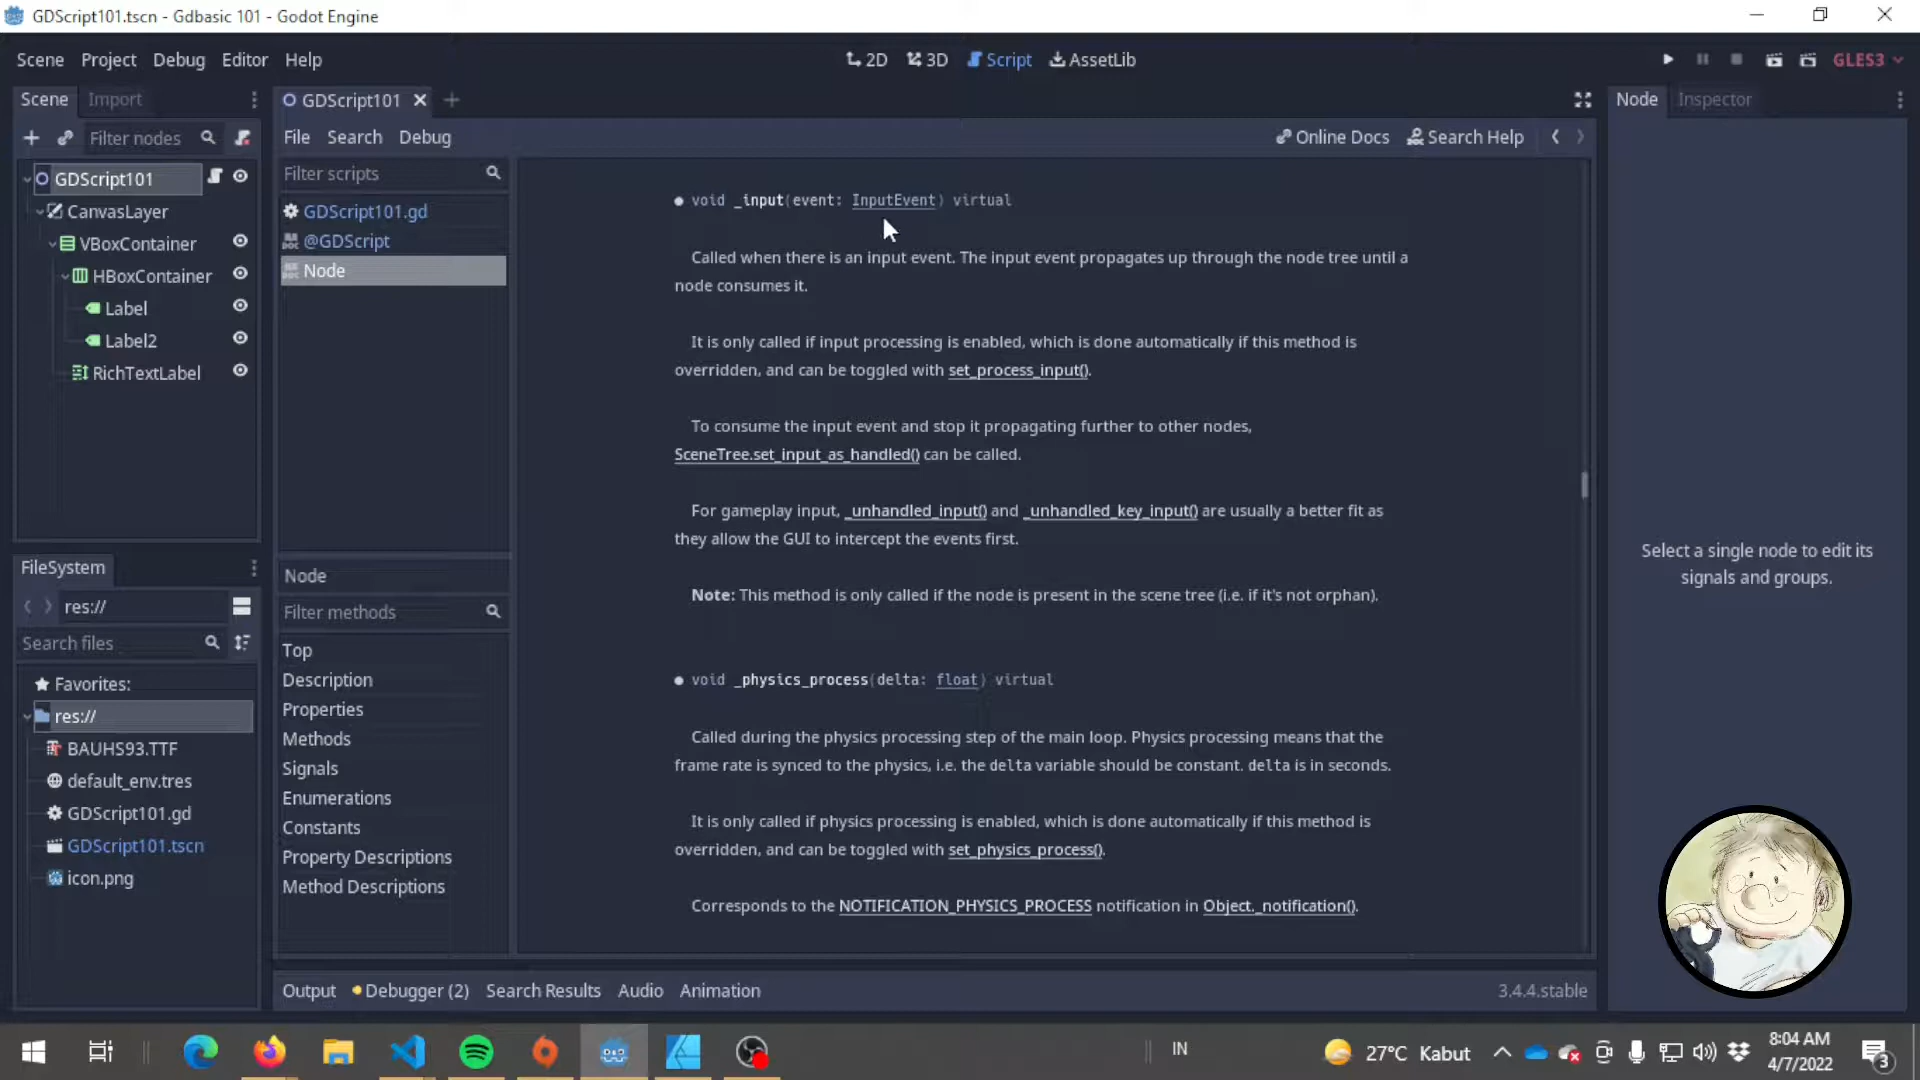 GDScript101.tscn - Gdbasic 101 - Godot Engine
Scene Project Debug Editor Help
2D 3D Script AssetLib
GLES3
Scene Import
GDScript101
Node Inspector
Filter nodes
File Search Debug
Online Docs Search Help
GDScript101
CanvasLayer
VBoxContainer
HBoxContainer
Label
Label2
RichTextLabel
Filter scripts
GDScript101.gd
@GDScript
Node
void _input(event: InputEvent) virtual
Called when there is an input event. The input event propagates up through the node tree until a
node consumes it.
It is only called if input processing is enabled, which is done automatically if this method is
overridden, and can be toggled with set_process_input().
To consume the input event and stop it propagating further to other nodes,
SceneTree.set_input_as_handled() can be called.
For gameplay input, _unhandled_input() and _unhandled_key_input() are usually a better fit as
they allow the GUI to intercept the events first.
Note: This method is only called if the node is present in the scene tree (i.e. if it's not orphan).
void _physics_process(delta: float) virtual
Called during the physics processing step of the main loop. Physics processing means that the
frame rate is synced to the physics, i.e. the delta variable should be constant. delta is in seconds.
It is only called if physics processing is enabled, which is done automatically if this method is
overridden, and can be toggled with set_physics_process().
Corresponds to the NOTIFICATION_PHYSICS_PROCESS notification in Object._notification().
Select a single node to edit its
signals and groups.
FileSystem
res://
Search files
Favorites:
res://
BAUHS93.TTF
default_env.tres
GDScript101.gd
GDScript101.tscn
icon.png
Node
Filter methods
Top
Description
Properties
Methods
Signals
Enumerations
Constants
Property Descriptions
Method Descriptions
Output Debugger (2) Search Results Audio Animation
3.4.4.stable
IN
27°C Kabut
8:04 AM
4/7/2022
3